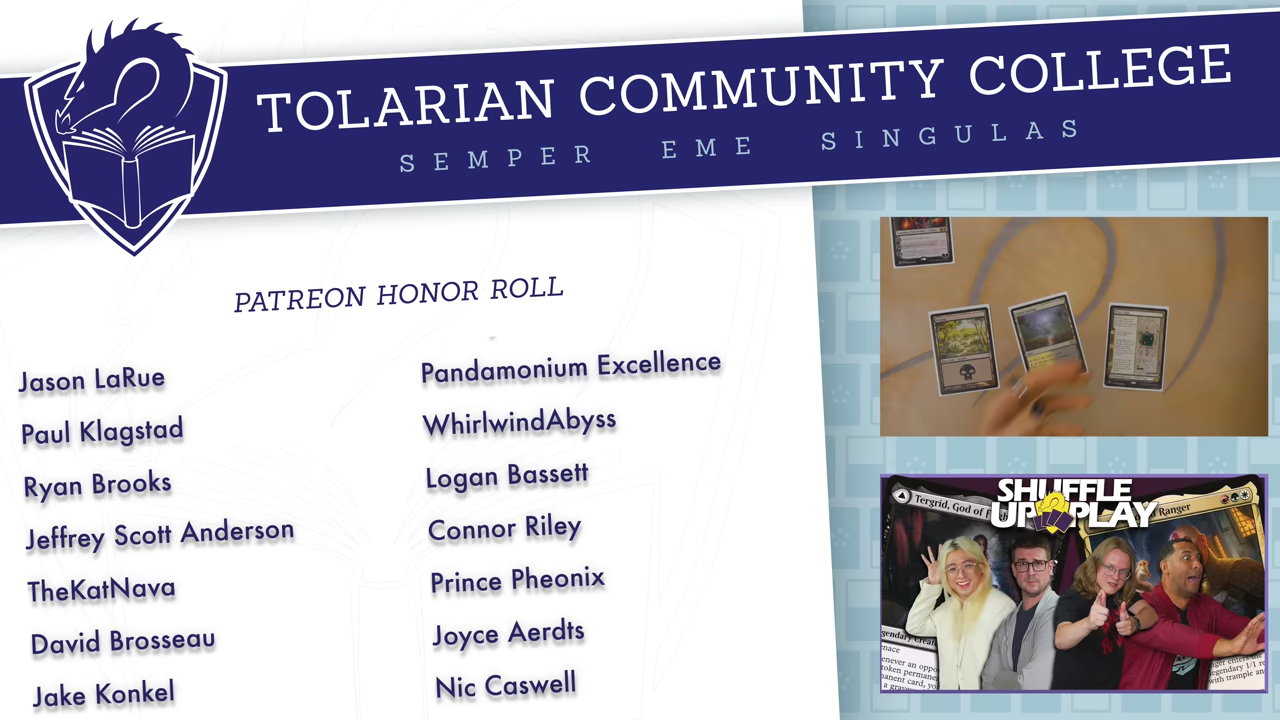 TOLARIAN COMMUNITY COLLEGE
SEMPER EME SINGULAS
PATREON HONOR ROLL
Jason LaRue
Paul Klagstad
Ryan Brooks
Jeffrey Scott Anderson
TheKatNava
David Brosseau
Jake Konkel
Pandamonium Excellence
WhirlwindAbyss
Logan Bassett
Connor Riley
Prince Pheonix
Joyce Aerdts
Nic Caswell
SHUFFLE
UP PLAY
Tergrid, God of
Ranger